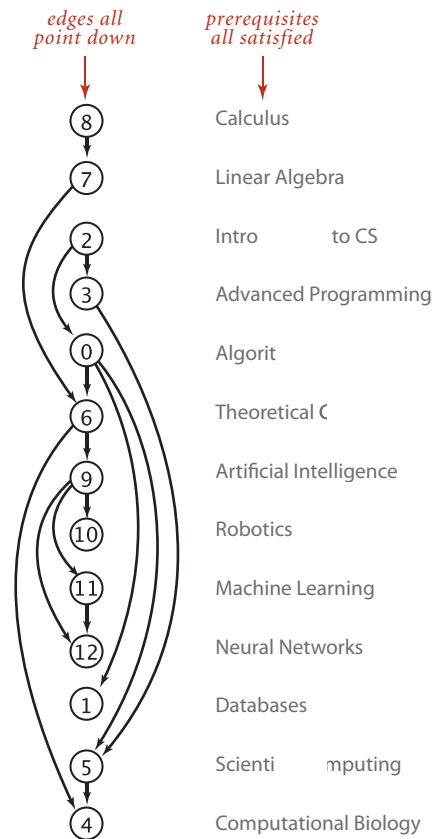 edges all prerequisites
point down all satisfied
8 Calculus
7 Linear Algebra
2 Intro to CS
3 Advanced Programming
0 Algorit
6 Theoretical
9 Artificial Intelligence
10 Robotics
11 Machine Learning
12 Neural Networks
1 Databases
5 Scienti mputing
4 Computational Biology